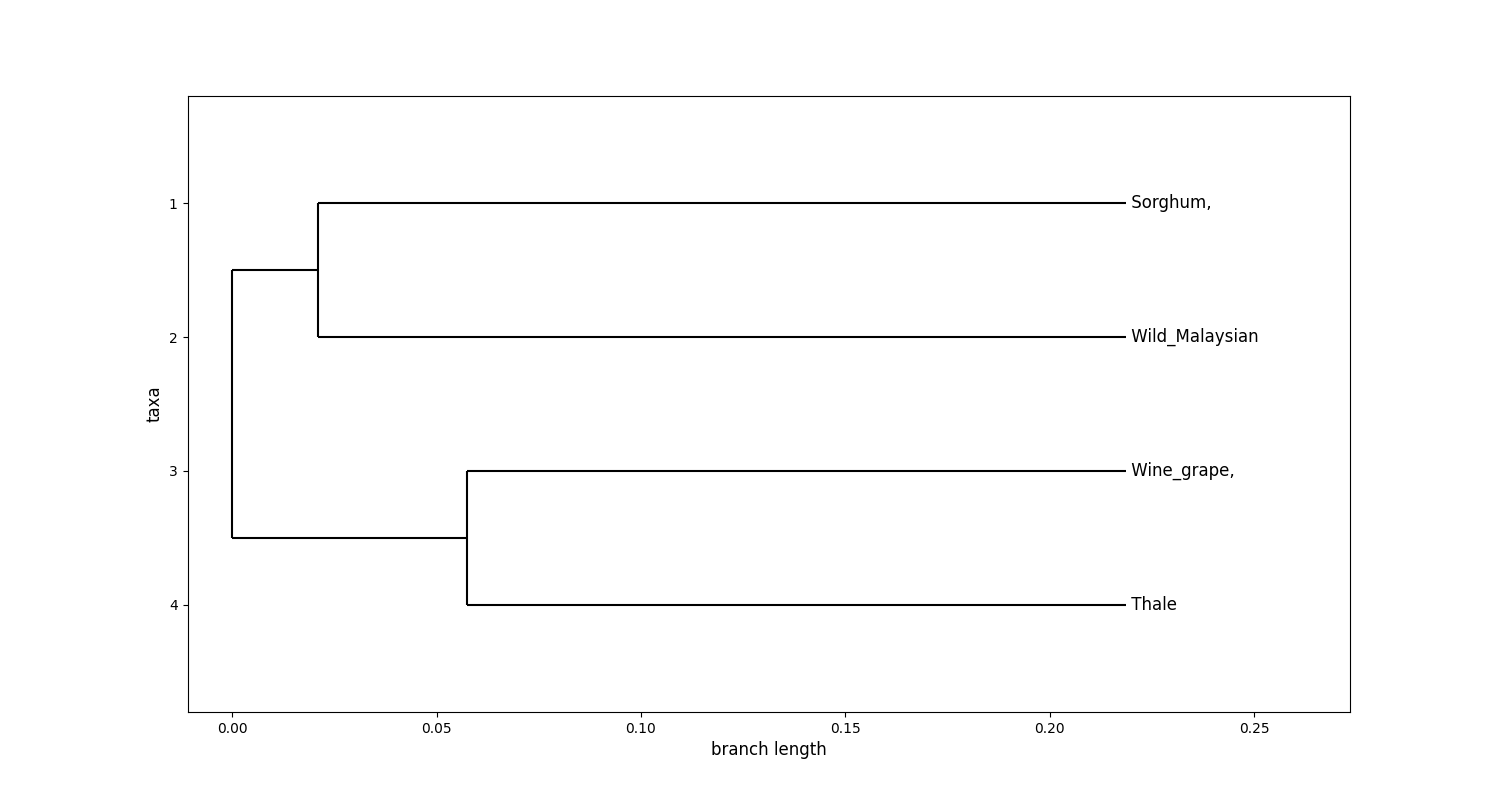 1
Sorghum,
2
Wild_Malaysian
taxa
3
Wine_grape,
4
Thale
0.00 0.05 0.10 0.15 0.20 0.25
branch length